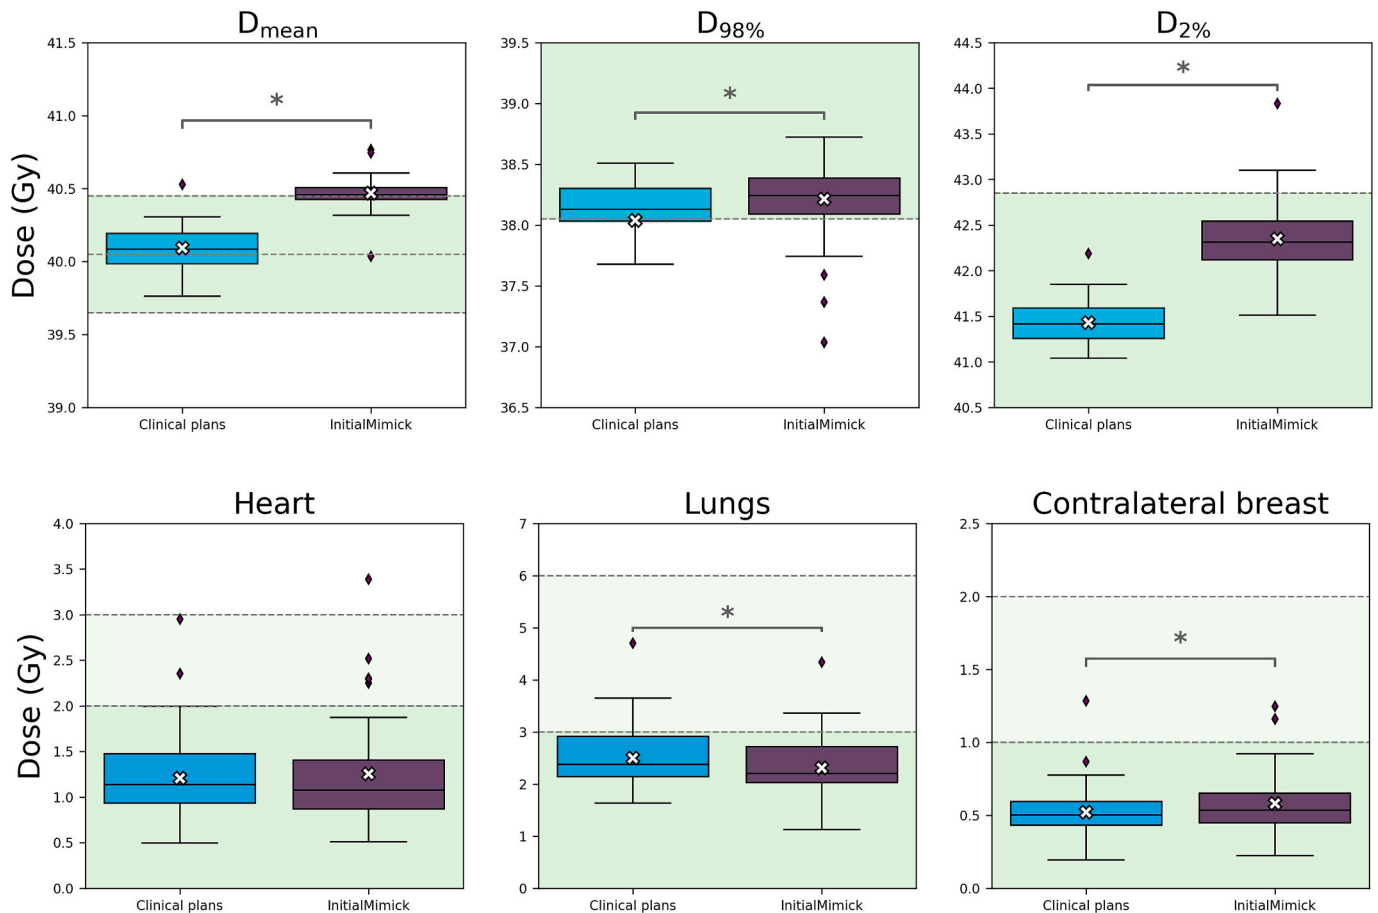 D_mean
D_98%
D_2%
Dose (Gy)
41.5
41.0
40.5
40.0
39.5
39.0
Clinical plans
InitialMimick
*
39.5
39.0
38.5
38.0
37.5
37.0
36.5
Clinical plans
InitialMimick
*
44.5
44.0
43.5
43.0
42.5
42.0
41.5
41.0
40.5
Clinical plans
InitialMimick
*
Heart
Lungs
Contralateral breast
Dose (Gy)
4.0
3.5
3.0
2.5
2.0
1.5
1.0
0.5
0.0
Clinical plans
InitialMimick
7
6
5
4
3
2
1
0
Clinical plans
InitialMimick
*
2.5
2.0
1.5
1.0
0.5
0.0
Clinical plans
InitialMimick
*